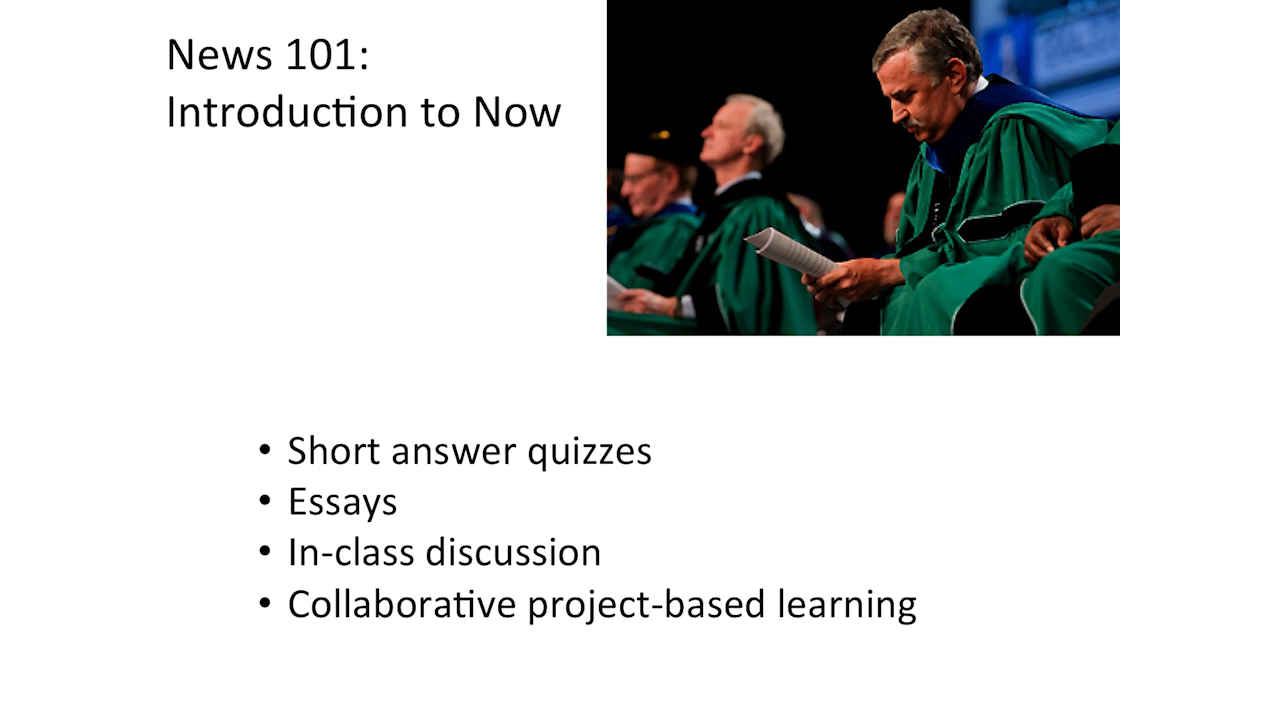 News 101:
Introduction to Now
• Short answer quizzes
• Essays
• In-class discussion
• Collaborative project-based learning